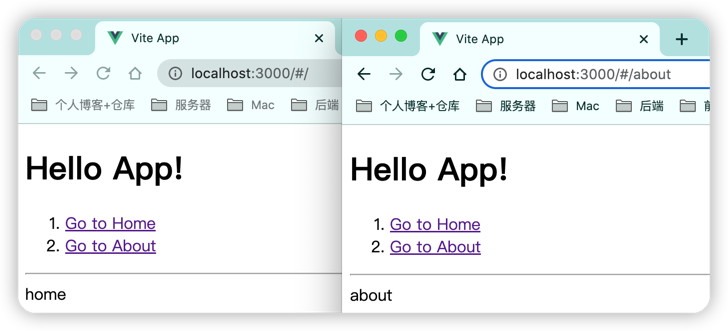 Vite App
localhost:3000/#/
个人博客+仓库 服务器 Mac 后端
Hello App!
1. Go to Home
2. Go to About
home
Vite App
localhost:3000/#/about
个人博客+仓库 服务器 Mac 后端
Hello App!
1. Go to Home
2. Go to About
about